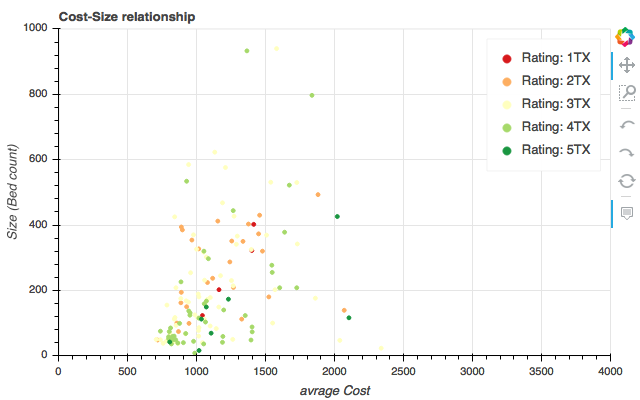 Cost-Size relationship
1000
800
600
400
200
0
Size (Bed count)
0 500 1000 1500 2000 2500 3000 3500 4000
avrage Cost
Rating: 1TX
Rating: 2TX
Rating: 3TX
Rating: 4TX
Rating: 5TX